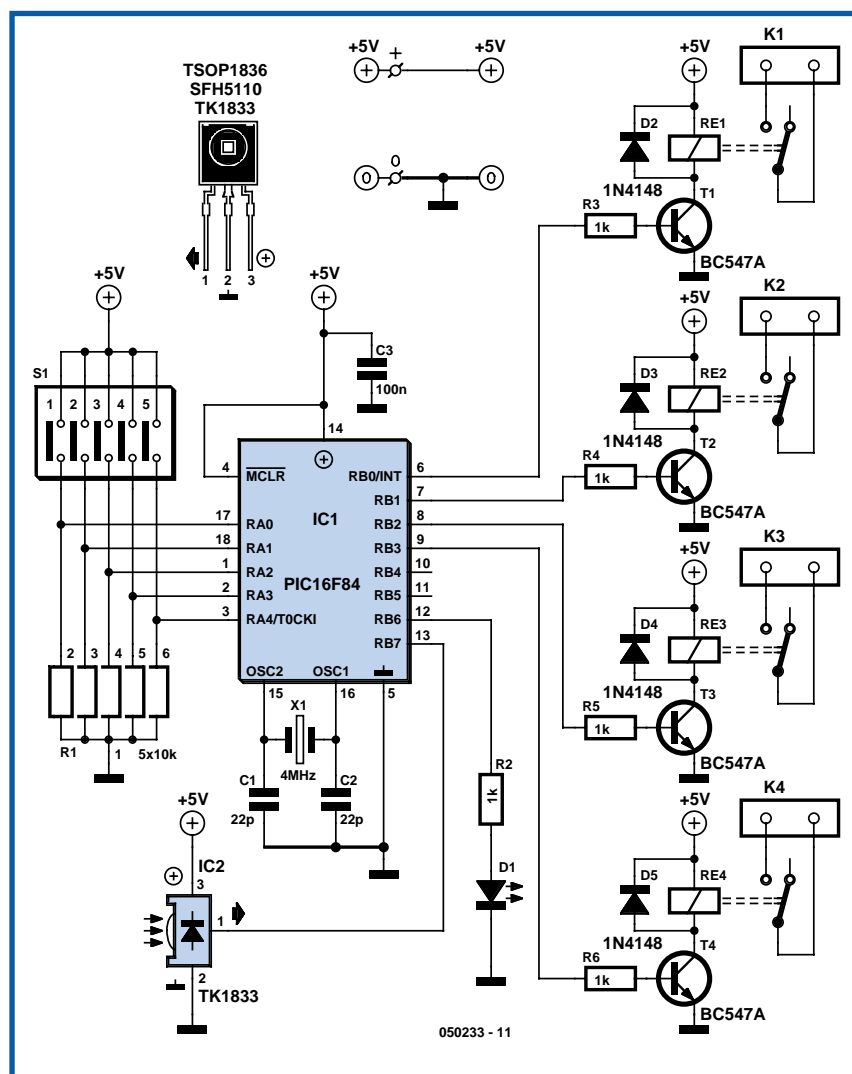 TSOP1836
SFH5110
TK1833
1 2 3
+5V +5V
+
0 0 0
+5V
K1
D2
RE1
1N4148
T1
R3
1k
BC547A
+5V
S1
1 2 3 4 5
+5V
C3
100n
14
4 MCLR
RB0/INT 6
RB1 7
IC1
17 RA0
RB2 8
18 RA1
RB3 9
1 RA2
PIC16F84
RB4 10
2 RA3
RB5 11
3 RA4/T0CKI
RB6 12
RB7 13
OSC2 OSC1
15 16 5
2 3 4 5 6
R1 1 5x10k
X1
4MHz
C1
22p
C2
22p
R2
1k
D1
+5V
IC2
3
1
2
TK1833
+5V
K2
D3
RE2
1N4148
T2
R4
1k
BC547A
+5V
K3
D4
RE3
1N4148
T3
R5
1k
BC547A
+5V
K4
D5
RE4
1N4148
T4
R6
1k
BC547A
050233 - 11